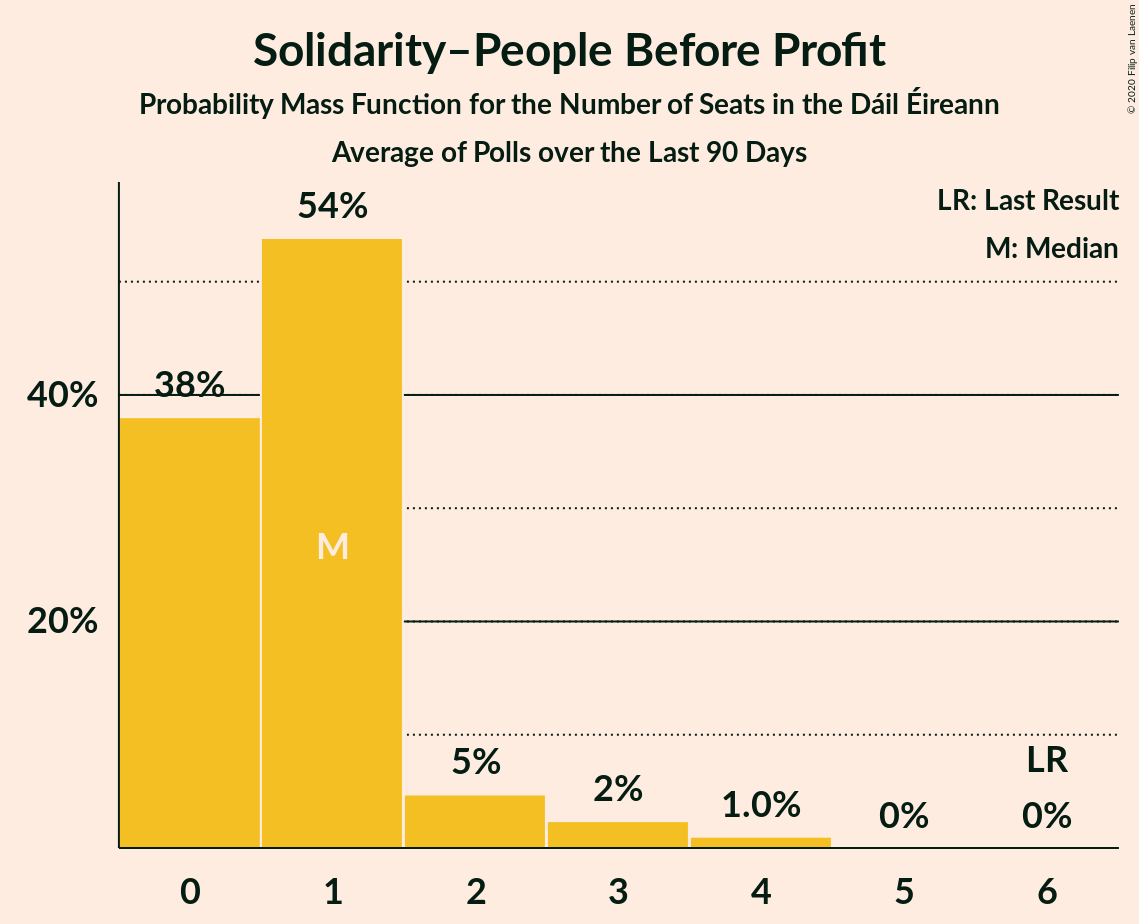 Solidarity–People Before Profit
Probability Mass Function for the Number of Seats in the Dáil Éireann
Average of Polls over the Last 90 Days
© 2020 Filip van Laenen
LR: Last Result
M: Median
54%
38%
40%
M
20%
5%
2%
1.0%
0%
LR
0%
0 1 2 3 4 5 6